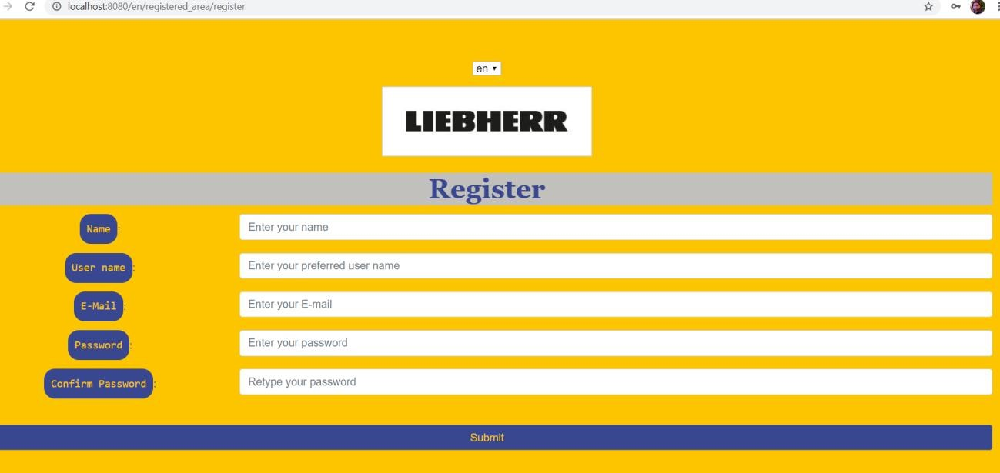 localhost:8080/en/registered_area/register
en
LIEBHERR
Register
Name : Enter your name
User name : Enter your preferred user name
E-Mail : Enter your E-mail
Password : Enter your password
Confirm Password : Retype your password
Submit